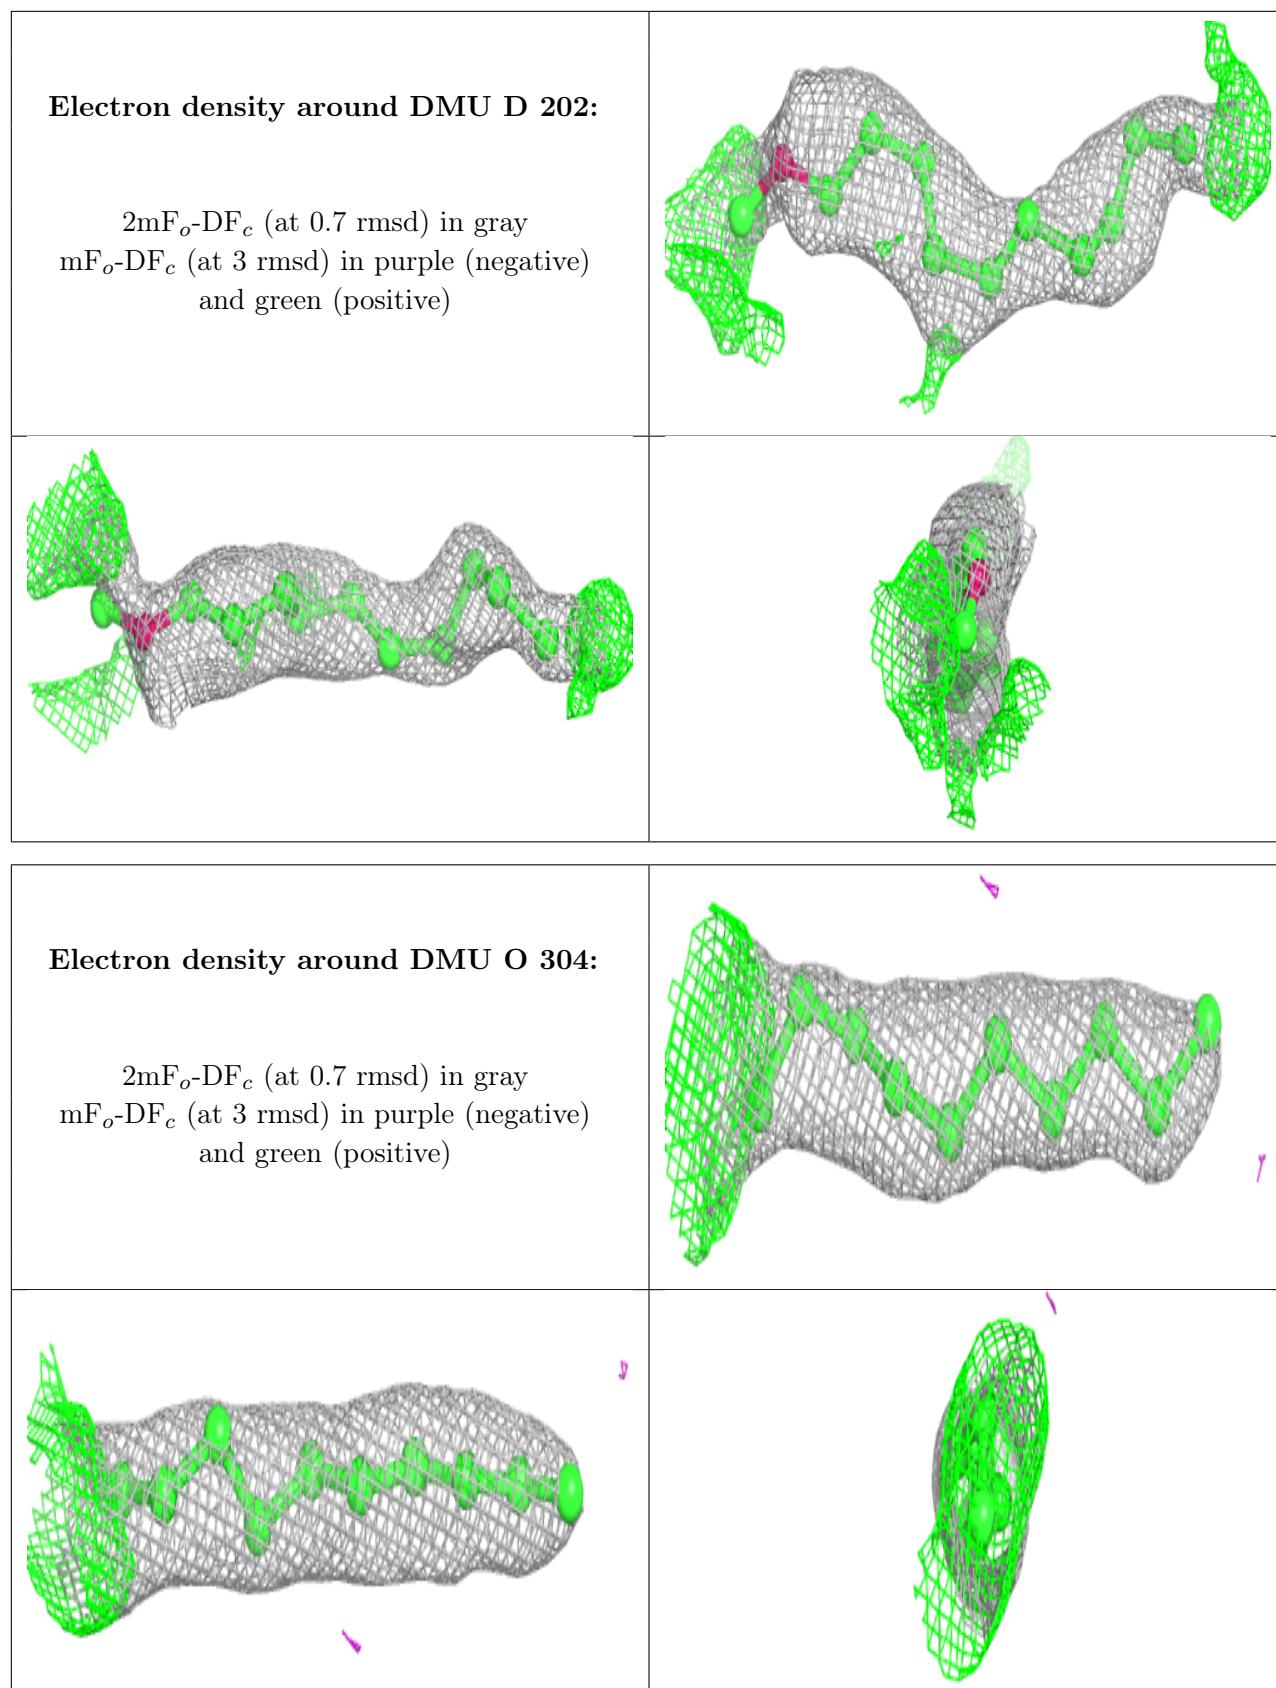 Electron density around DMU D 202:
2mFo-DFc (at 0.7 rmsd) in gray
mFo-DFc (at 3 rmsd) in purple (negative)
and green (positive)
Electron density around DMU O 304:
2mFo-DFc (at 0.7 rmsd) in gray
mFo-DFc (at 3 rmsd) in purple (negative)
and green (positive)